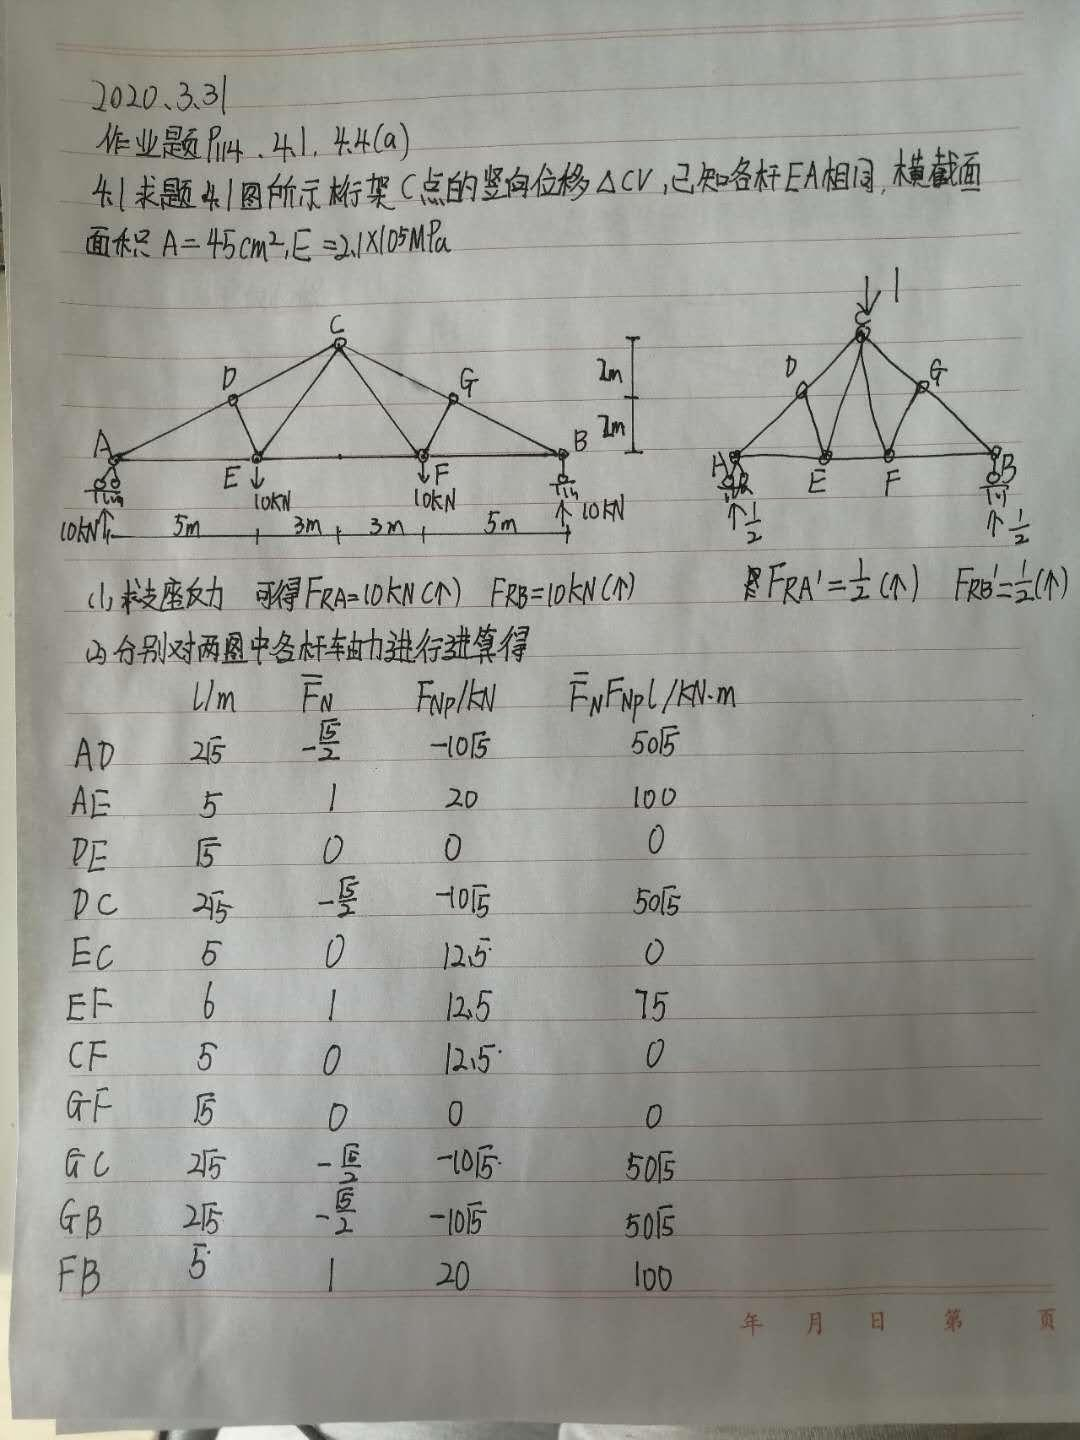 2020.3.31
作业题P114、4.1、4.4(a)
4.1 求题4.1图所示桁架C点的竖向位移△CV,已知各杆EA相同,横截面
面积 A=45cm²,E=2.1×10⁵MPa
C D G A B E F 10kN 10kN 10kN↑ ↑10kN 5m 3m 3m 5m 2m 2m
↓1 C D G A B E F ↑1/2 ↑1/2
(1)求支座反力 可得FRA=10kN(↑) FRB=10kN(↑) FRA'=1/2(↑) FRB'=1/2(↑)
(2)分别对两图中各杆轴力进行进算得
l/m F̅N FNp/kN F̅NFNpl/kN·m
AD 2√5 -√5/2 -10√5 50√5
AE 5 1 20 100
DE √5 0 0 0
DC 2√5 -√5/2 -10√5 50√5
EC 5 0 12.5 0
EF 6 1 12.5 75
CF 5 0 12.5 0
GF √5 0 0 0
GC 2√5 -√5/2 -10√5 50√5
GB 2√5 -√5/2 -10√5 50√5
FB 5 1 20 100
年 月 日 第 页